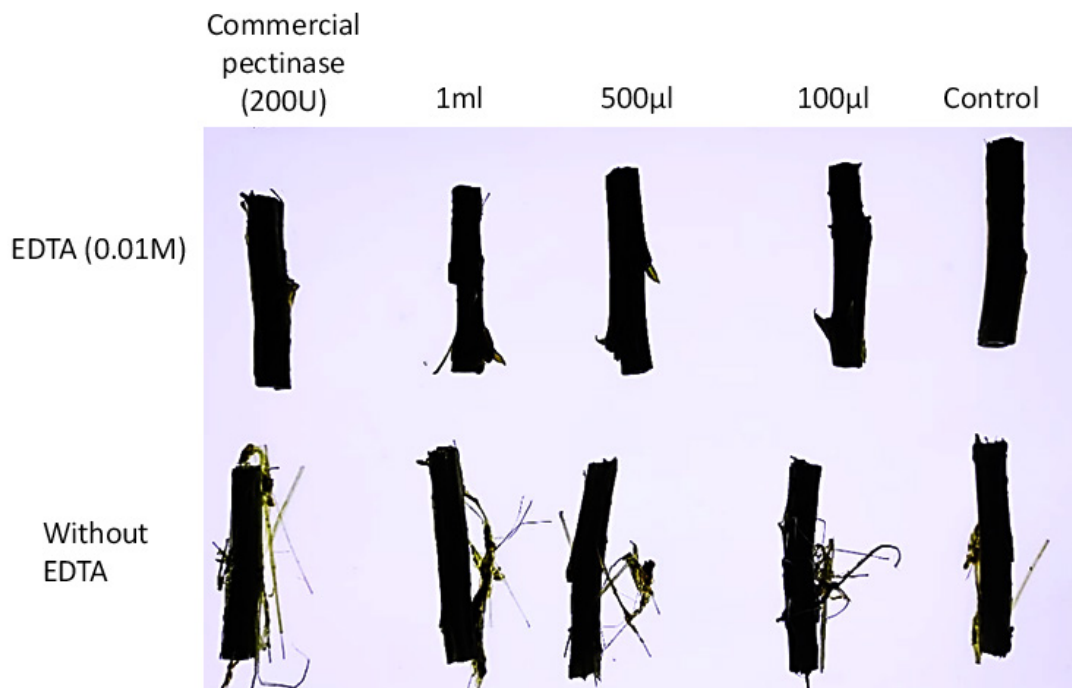 Commercial
pectinase
(200U)
1ml
500µl
100µl
Control
EDTA (0.01M)
Without
EDTA